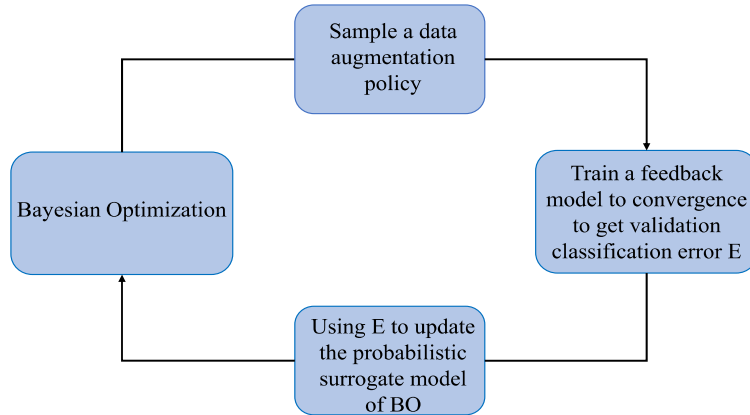 Sample a data
augmentation
policy
Bayesian Optimization
Train a feedback
model to convergence
to get validation
classification error E
Using E to update
the probabilistic
surrogate model
of BO